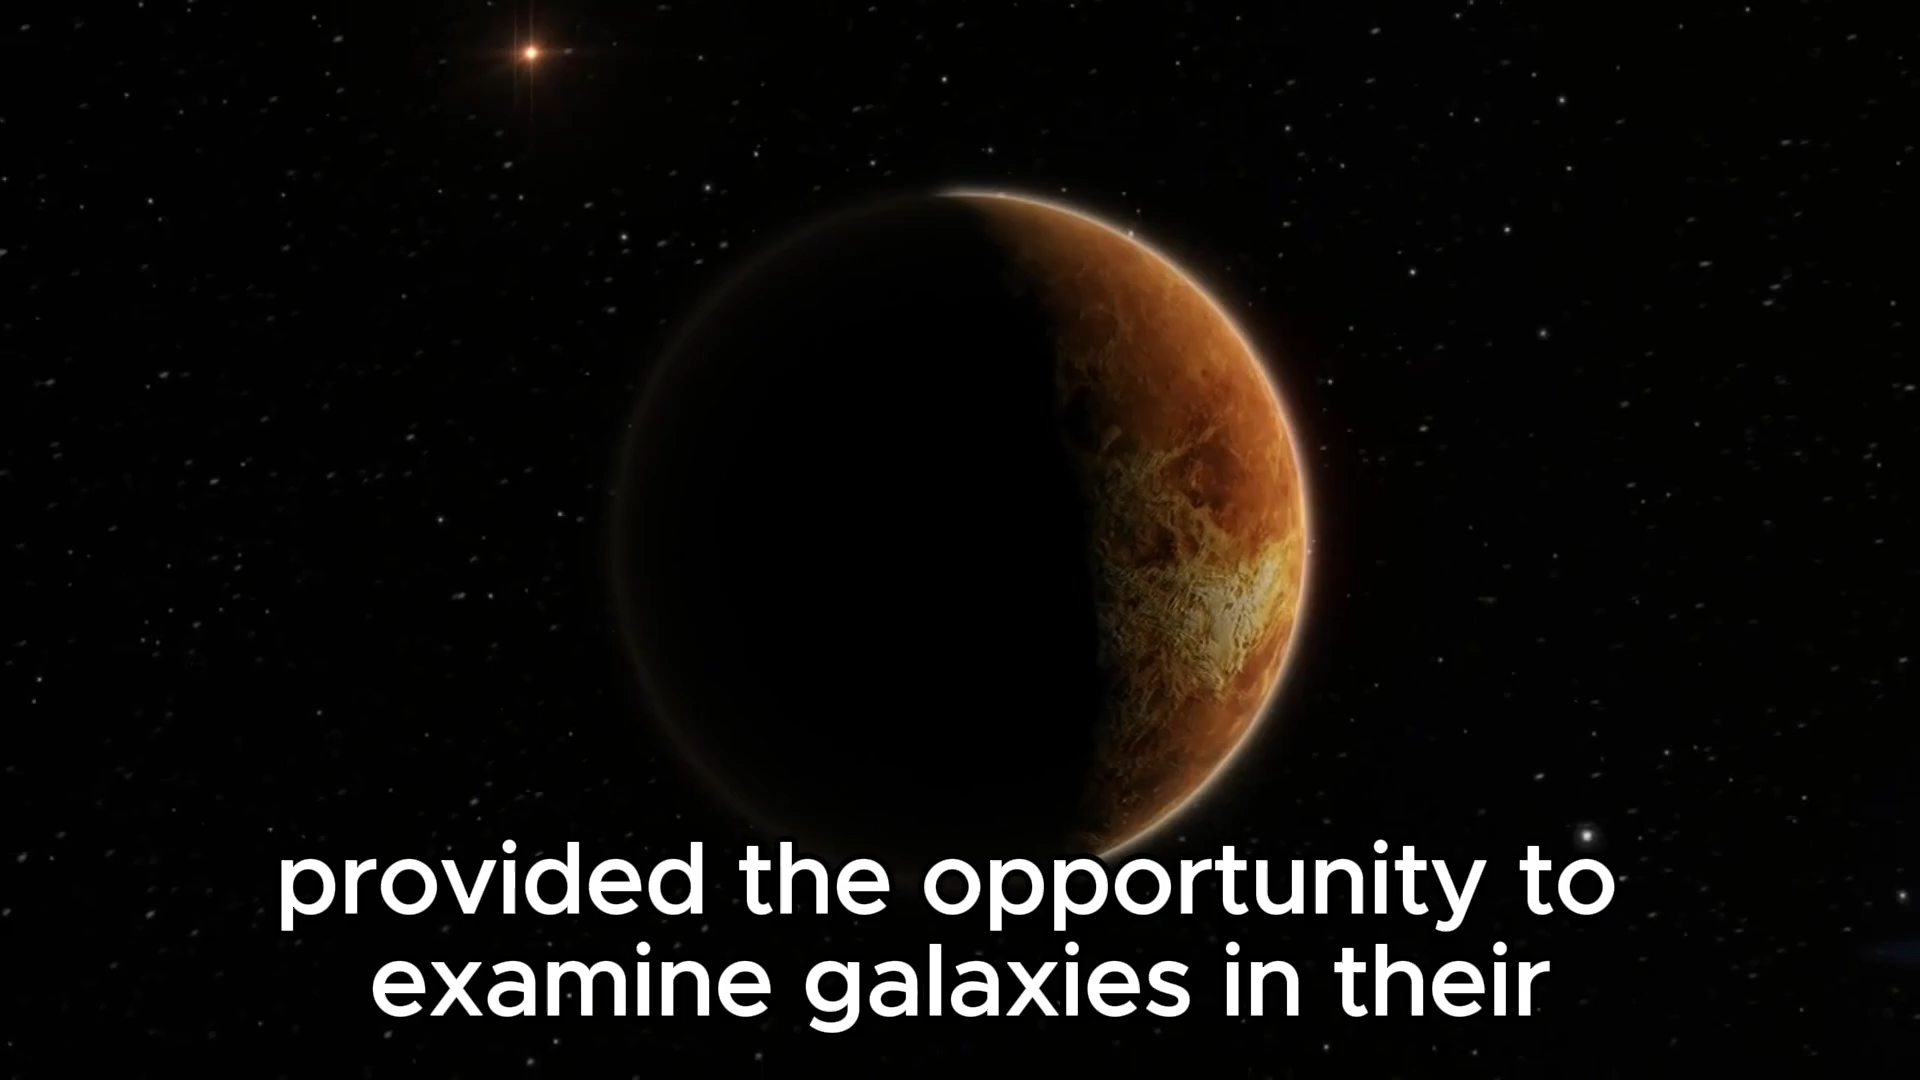 provided the opportunity to
examine galaxies in their